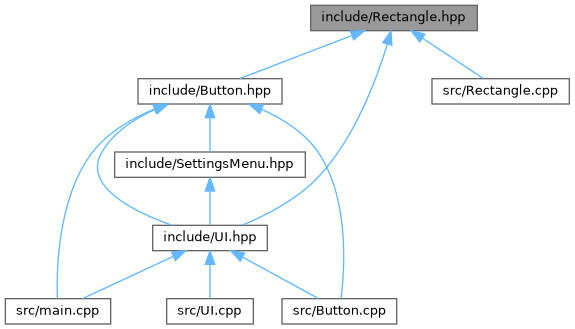 include/Rectangle.hpp
include/Button.hpp
src/Rectangle.cpp
include/SettingsMenu.hpp
include/UI.hpp
src/main.cpp
src/UI.cpp
src/Button.cpp